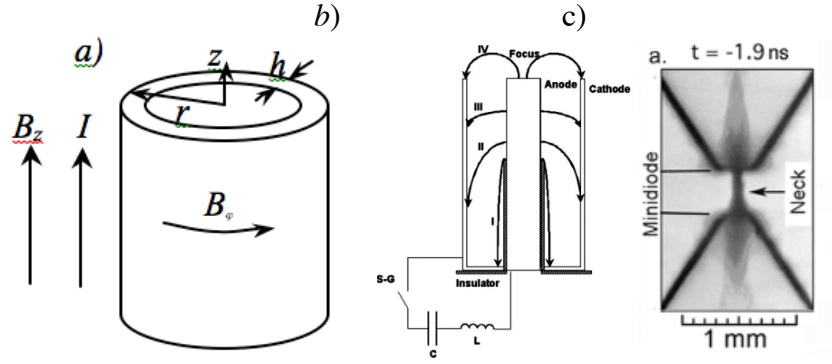 a)
B_z
I
z
h
r
B_φ
b)
c)
IV
Focus
Anode
Cathode
III
II
I
S-G
Insulator
C
L
a. t = -1.9 ns
Minidiode
Neck
1 mm